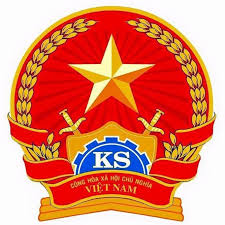 KS
CỘNG HÒA XÃ HỘI CHỦ NGHĨA
VIỆT NAM